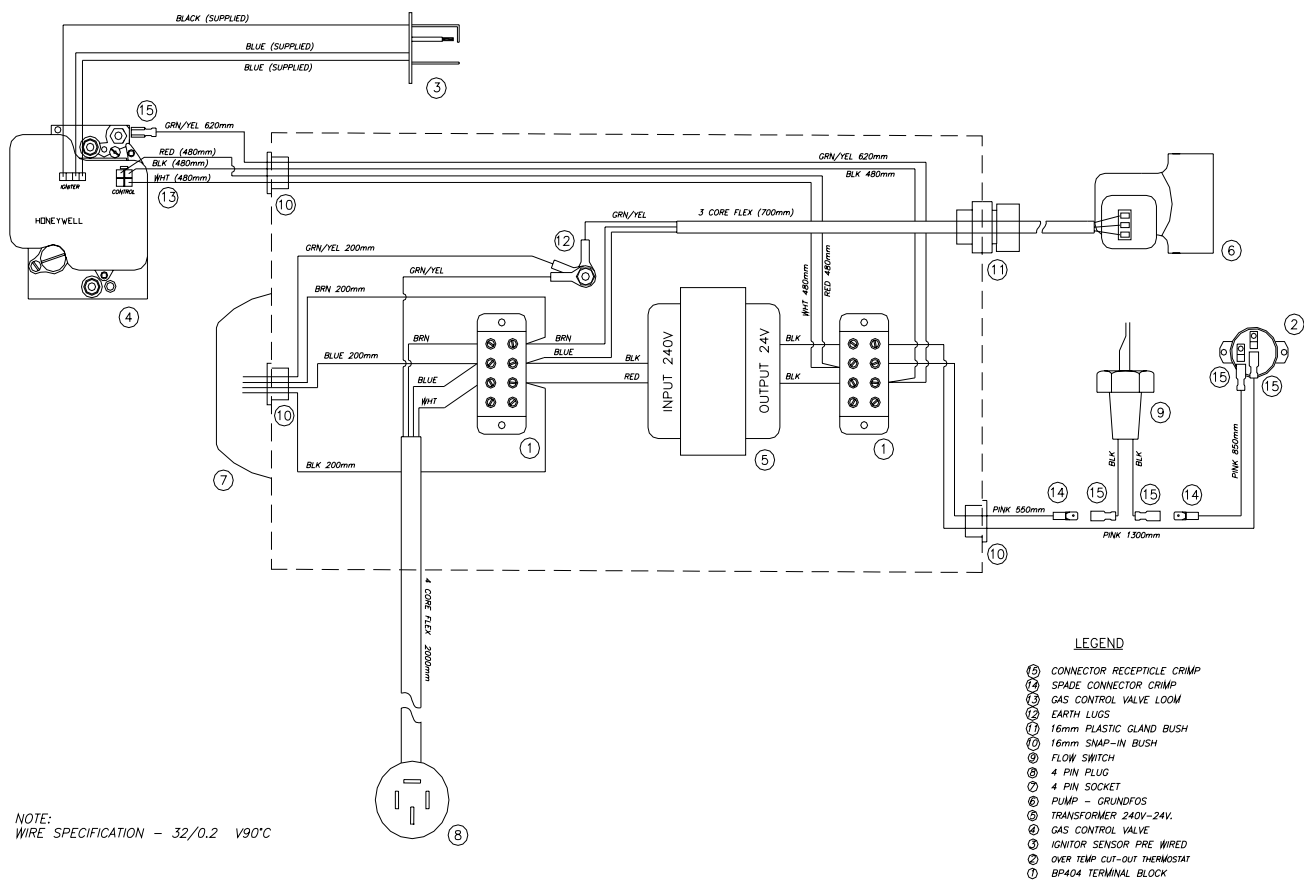 BLACK (SUPPLIED)
BLUE (SUPPLIED)
BLUE (SUPPLIED)
3
15
GRN/YEL 620mm
RED (480mm)
BLK (480mm)
WHT (480mm)
IGNITER
CONTROL
13
HONEYWELL
4
10
GRN/YEL 620mm
BLK 480mm
GRN/YEL
3 CORE FLEX (700mm)
12
11
6
GRN/YEL 200mm
GRN/YEL
BRN 200mm
WHT 480mm
RED 480mm
BRN
BRN
BLUE
BLUE 200mm
BLK
RED
BLUE
WHT
INPUT 240V
OUTPUT 24V
BLK
BLK
2
15
15
10
1
5
1
9
7
BLK 200mm
BLK
BLK
PINK 850mm
14
15
15
14
PINK 550mm
PINK 1300mm
10
4 CORE FLEX 2000mm
8
NOTE:
WIRE SPECIFICATION - 32/0.2 V90°C
LEGEND
15 CONNECTOR RECEPTICLE CRIMP
14 SPADE CONNECTOR CRIMP
13 GAS CONTROL VALVE LOOM
12 EARTH LUGS
11 16mm PLASTIC GLAND BUSH
10 16mm SNAP-IN BUSH
9 FLOW SWITCH
8 4 PIN PLUG
7 4 PIN SOCKET
6 PUMP - GRUNDFOS
5 TRANSFORMER 240V-24V.
4 GAS CONTROL VALVE
3 IGNITOR SENSOR PRE WIRED
2 OVER TEMP CUT-OUT THERMOSTAT
1 BP404 TERMINAL BLOCK